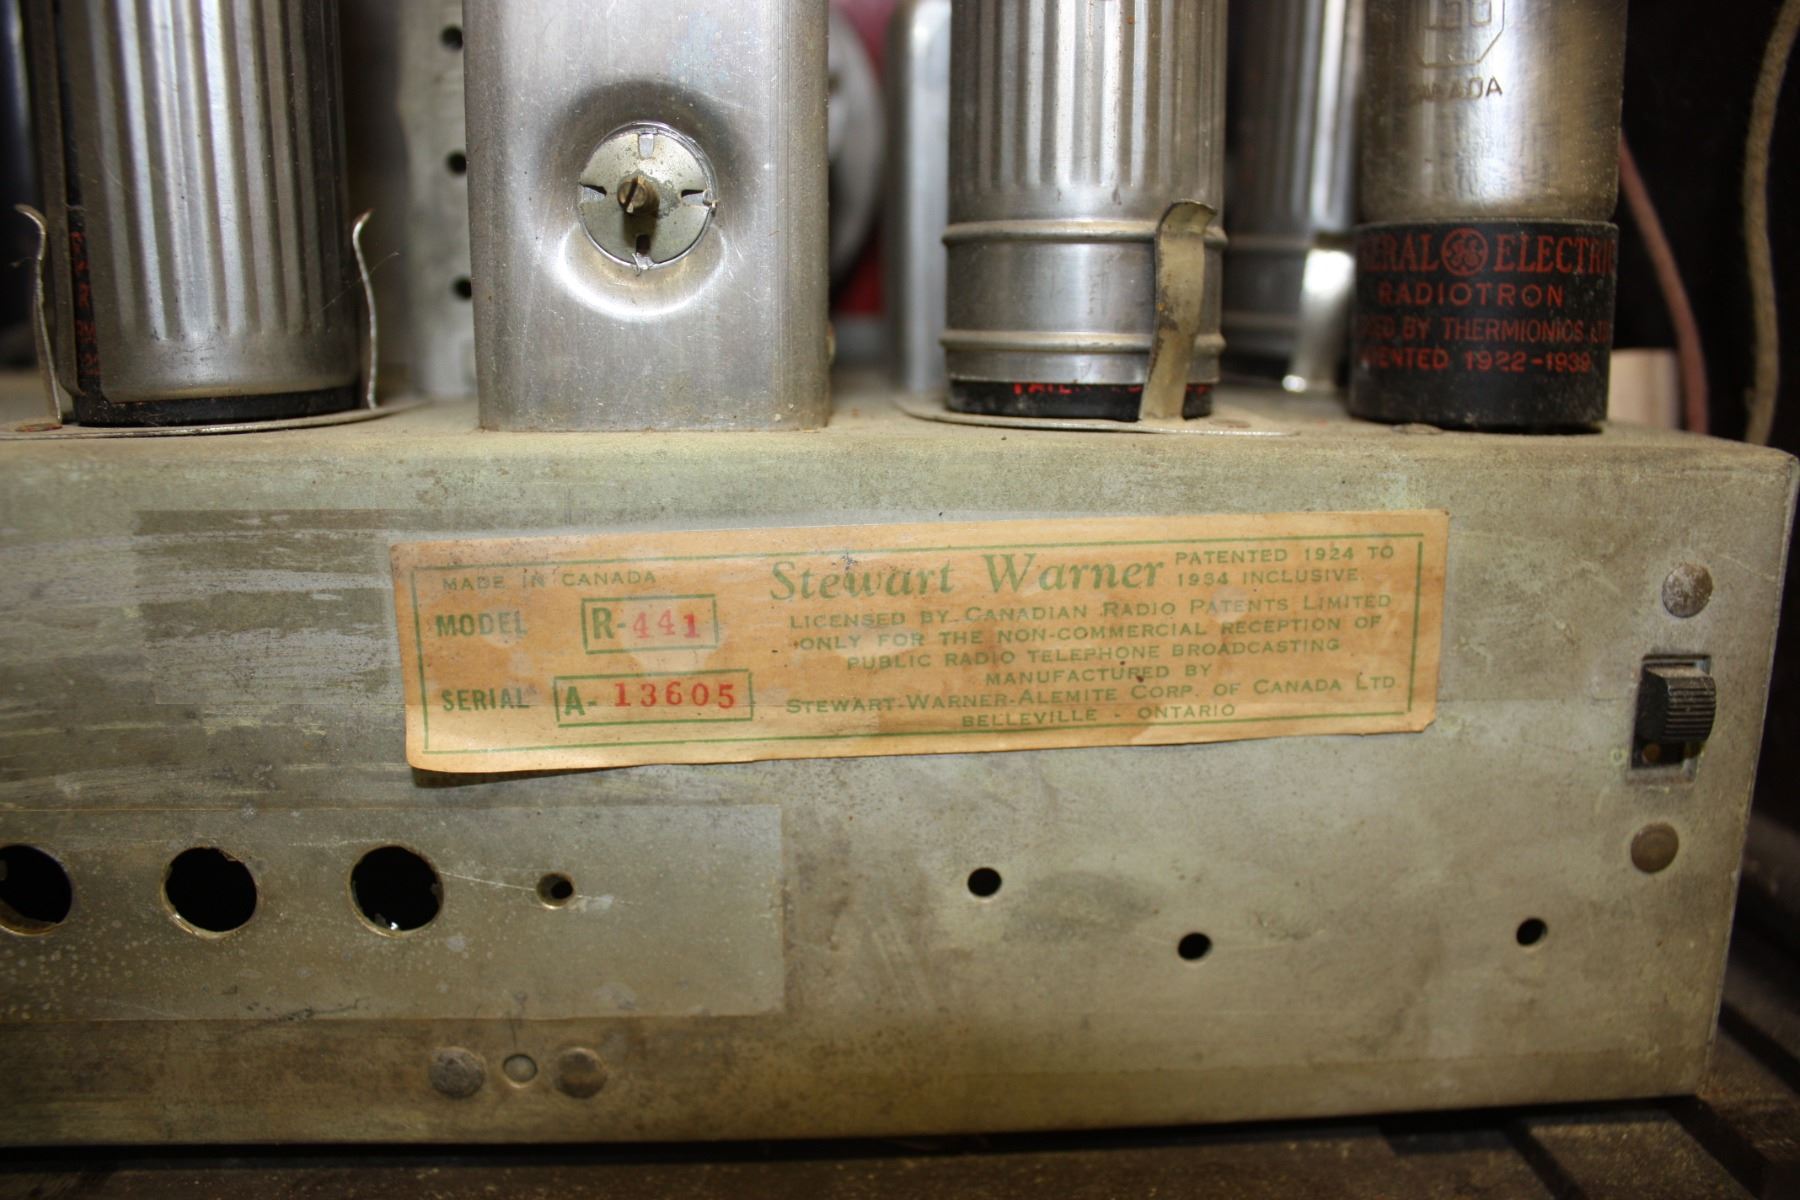 CANADA
ELECTRIC
RADIOTRON
BY THERMIONICS LTD
PATENTED 1922-1939
MADE IN CANADA
MODEL R-441
SERIAL A-13605
Stewart Warner
PATENTED 1924 TO
1934 INCLUSIVE.
LICENSED BY CANADIAN RADIO PATENTS LIMITED
ONLY FOR THE NON-COMMERCIAL RECEPTION OF
PUBLIC RADIO TELEPHONE BROADCASTING
MANUFACTURED BY
STEWART-WARNER-ALEMITE CORP. OF CANADA LTD
BELLEVILLE - ONTARIO